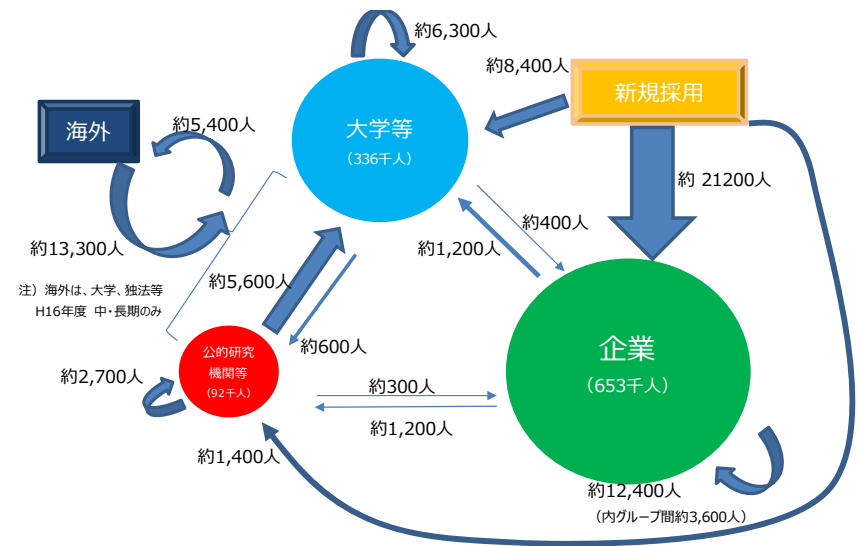 約6,300人
約8,400人
新規採用
海外
約5,400人
大学等
（336千人）
約 21200人
約400人
約1,200人
約13,300人
約5,600人
注）海外は、大学、独法等
H16年度 中・長期のみ
約600人
公的研究
機関等
（92千人）
企業
（653千人）
約2,700人
約300人
約1,200人
約1,400人
約12,400人
（内グループ間約3,600人）